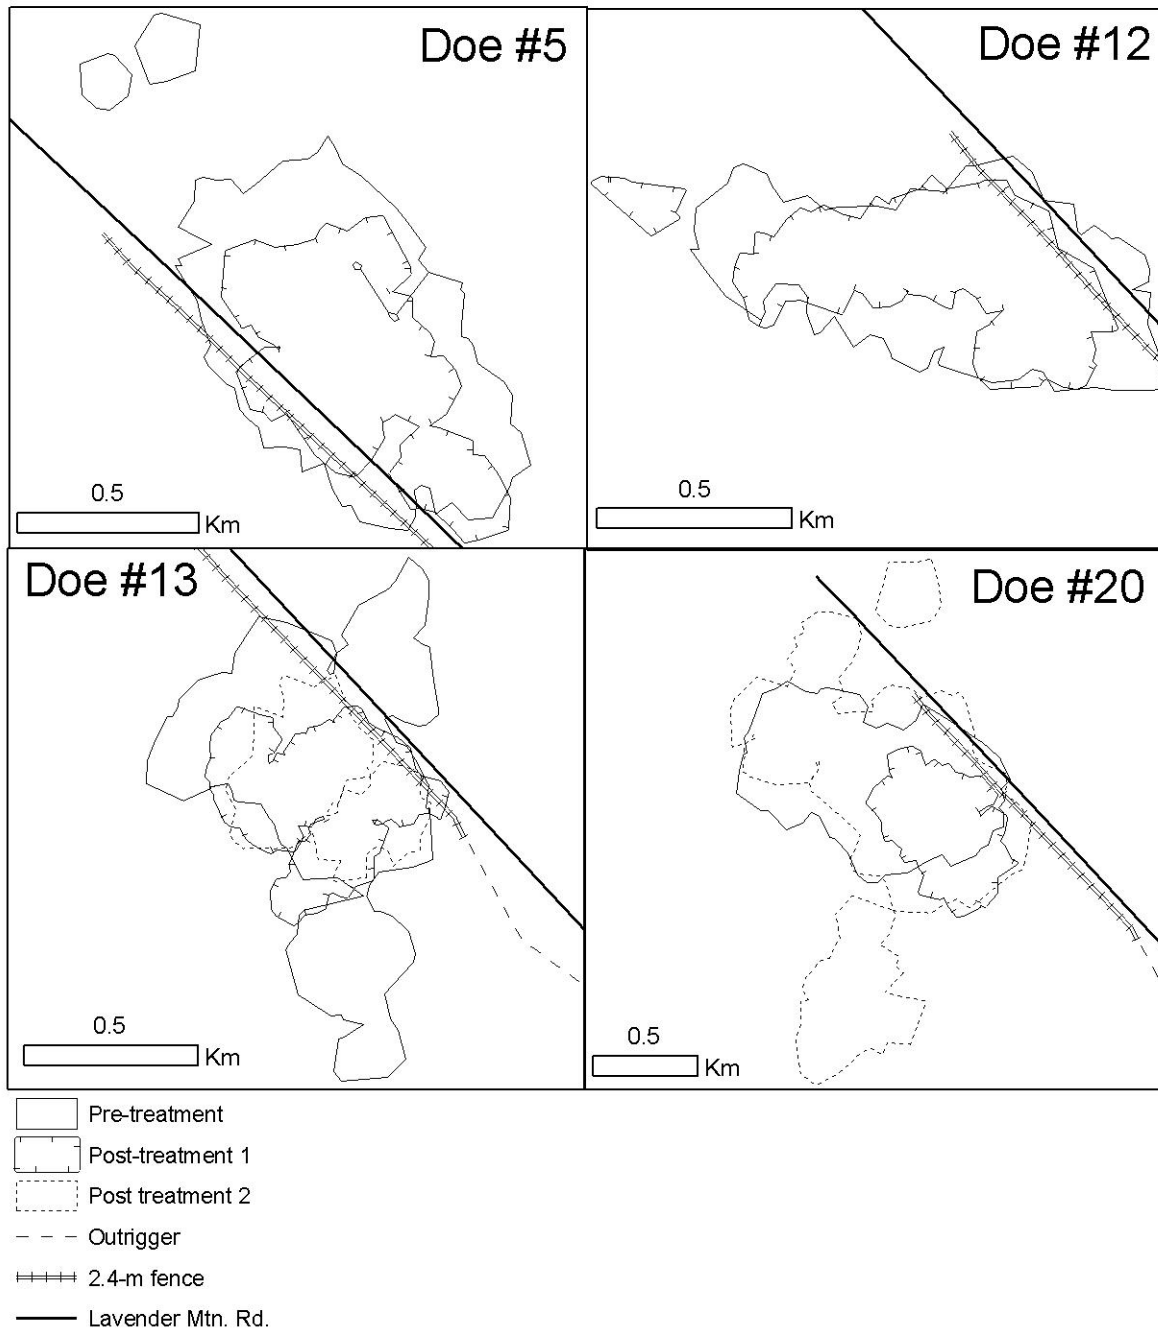 Doe #5
Doe #12
0.5
Km
0.5
Km
Doe #13
Doe #20
0.5
Km
0.5
Km
Pre-treatment
Post-treatment 1
Post treatment 2
Outrigger
2.4-m fence
Lavender Mtn. Rd.